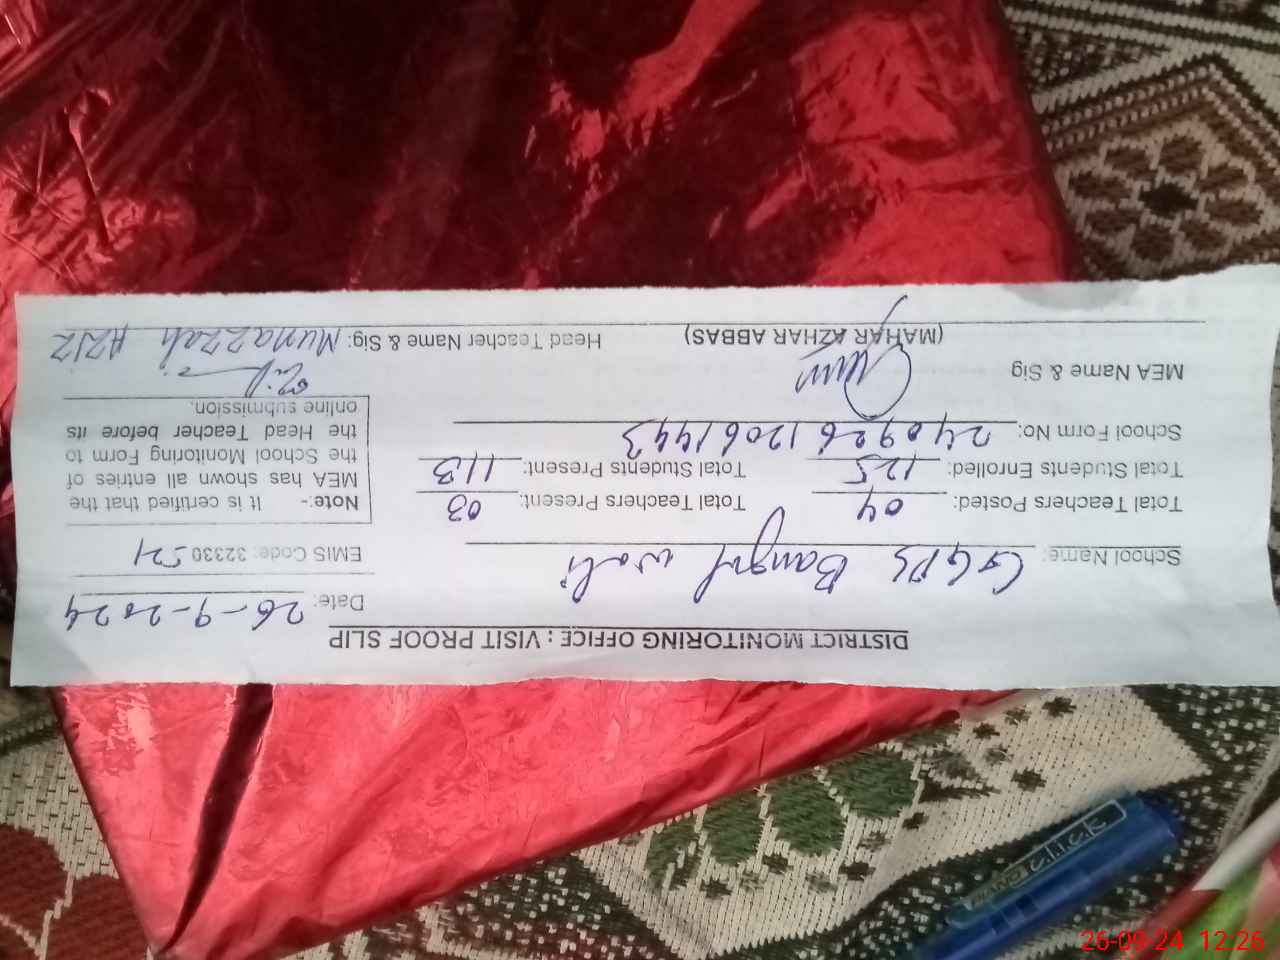 DISTRICT MONITORING OFFICE : VISIT PROOF SLIP
Date: 26-9-2024
School Name: GGPS Bangul wali
EMIS Code: 32330 521
Total Teachers Posted: 04 Total Teachers Present: 03
Total Students Enrolled: 125 Total Students Present: 113
School Form No: 24092612061443
Note:- It is certified that the
MEA has shown all entries of
the School Monitoring Form to
the Head Teacher before its
online submission.
MEA Name & Sig
(MAHAR AZHAR ABBAS)
Head Teacher Name & Sig: Munazzah Aziz
click
26-09-24 12:26